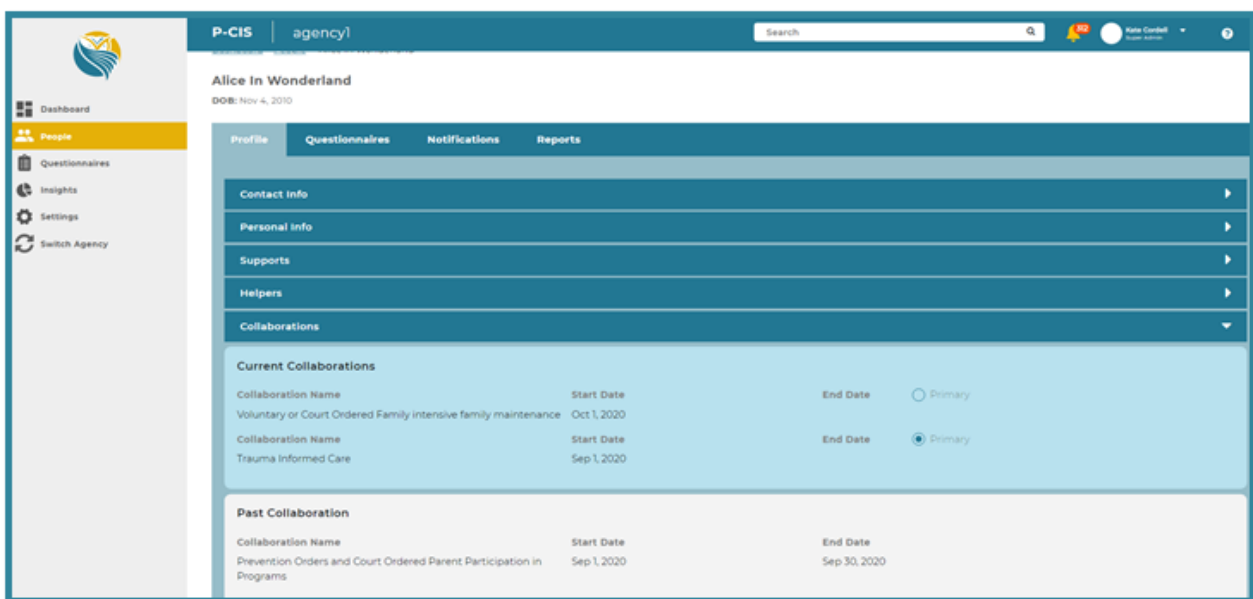 P-CIS agency1
Search
Kate Cordell
Super Admin
Alice In Wonderland
DOB: Nov 4, 2010
Dashboard
People
Questionnaires
Insights
Settings
Switch Agency
Profile Questionnaires Notifications Reports
Contact Info
Personal Info
Supports
Helpers
Collaborations
Current Collaborations
Collaboration Name Start Date End Date Primary
Voluntary or Court Ordered Family intensive family maintenance Oct 1, 2020
Collaboration Name Start Date End Date Primary
Trauma Informed Care Sep 1, 2020
Past Collaboration
Collaboration Name Start Date End Date
Prevention Orders and Court Ordered Parent Participation in Sep 1, 2020 Sep 30, 2020
Programs